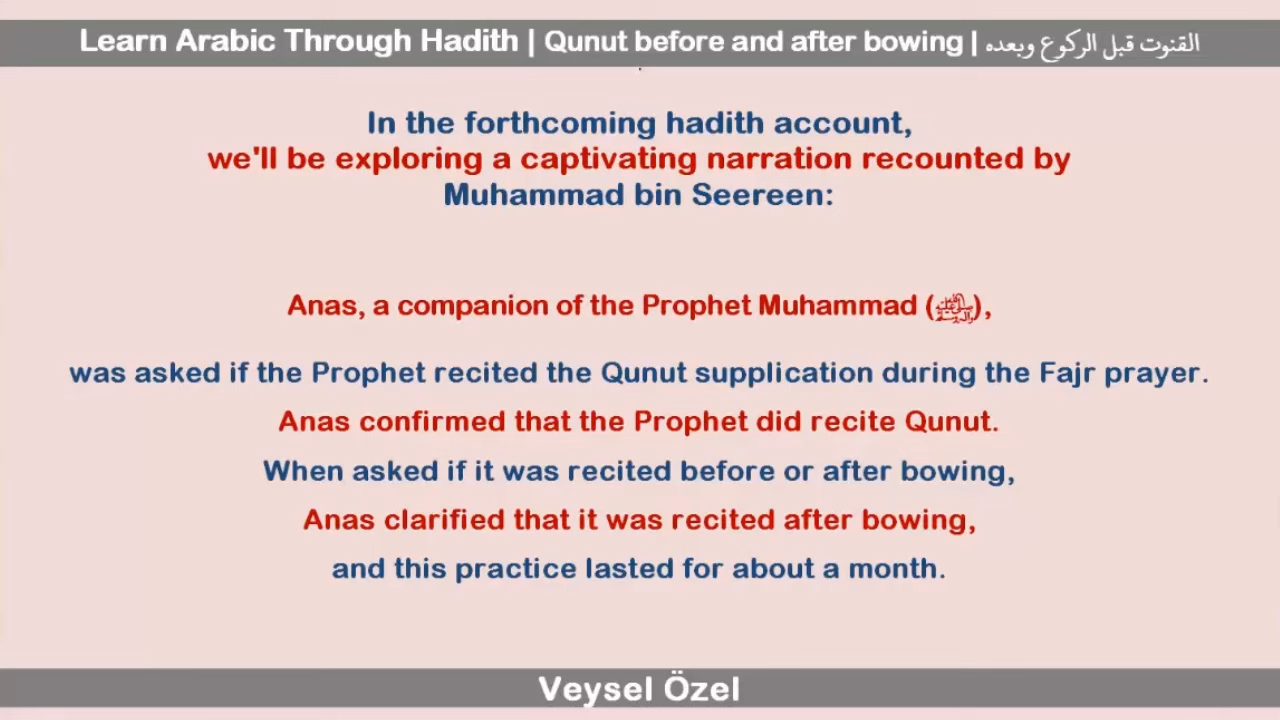 Learn Arabic Through Hadith | Qunut before and after bowing | القنوت قبل الركوع وبعده
In the forthcoming hadith account,
we'll be exploring a captivating narration recounted by
Muhammad bin Seereen:
Anas, a companion of the Prophet Muhammad (ﷺ),
was asked if the Prophet recited the Qunut supplication during the Fajr prayer.
Anas confirmed that the Prophet did recite Qunut.
When asked if it was recited before or after bowing,
Anas clarified that it was recited after bowing,
and this practice lasted for about a month.
Veysel Özel